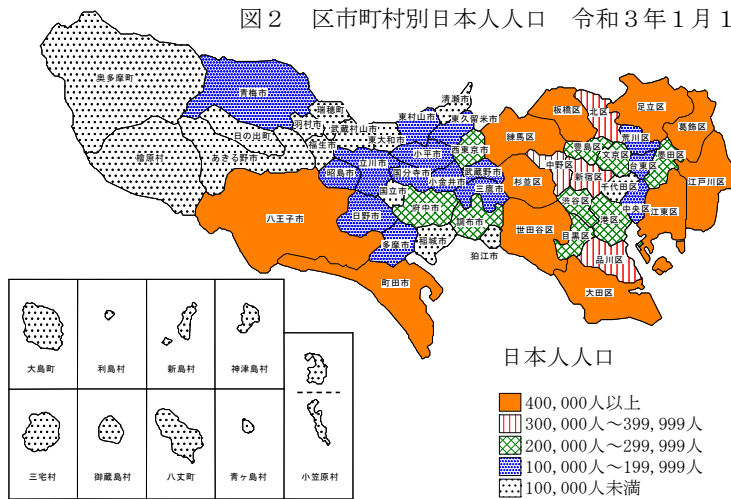 図２　区市町村別日本人人口　令和３年１月１
奥多摩町
青梅市
瑞穂町
羽村市
武蔵村山市
福生市
日の出町
あきる野市
檜原村
八王子市
昭島市
立川市
東大和市
東村山市
清瀬市
東久留米市
小平市
西東京市
国分寺市
小金井市
武蔵野市
三鷹市
国立市
府中市
調布市
日野市
多摩市
稲城市
狛江市
町田市
練馬区
板橋区
北区
足立区
荒川区
葛飾区
豊島区
文京区
台東区
墨田区
江戸川区
中野区
新宿区
千代田区
杉並区
渋谷区
港区
中央区
江東区
世田谷区
目黒区
品川区
大田区
大島町
利島村
新島村
神津島村
三宅村
御蔵島村
八丈町
青ヶ島村
小笠原村
日本人人口
400,000人以上
300,000人～399,999人
200,000人～299,999人
100,000人～199,999人
100,000人未満